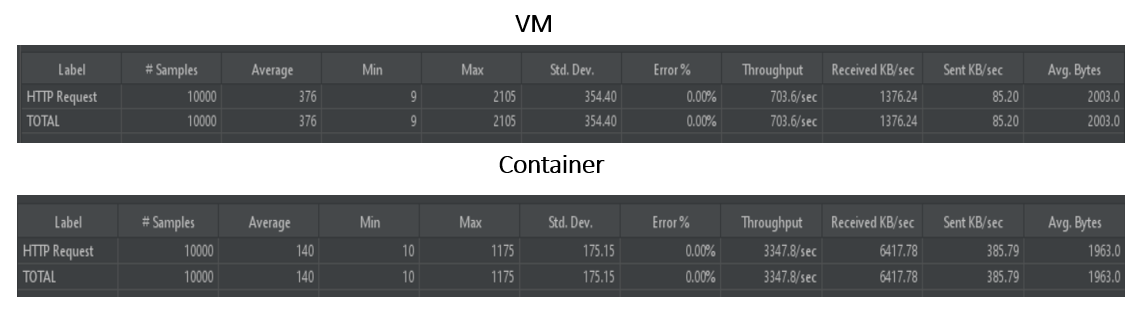 VM
Label # Samples Average Min Max Std. Dev. Error % Throughput Received KB/sec Sent KB/sec Avg. Bytes
HTTP Request 10000 376 9 2105 354.40 0.00% 703.6/sec 1376.24 85.20 2003.0
TOTAL 10000 376 9 2105 354.40 0.00% 703.6/sec 1376.24 85.20 2003.0
Container
Label # Samples Average Min Max Std. Dev. Error % Throughput Received KB/sec Sent KB/sec Avg. Bytes
HTTP Request 10000 140 10 1175 175.15 0.00% 3347.8/sec 6417.78 385.79 1963.0
TOTAL 10000 140 10 1175 175.15 0.00% 3347.8/sec 6417.78 385.79 1963.0